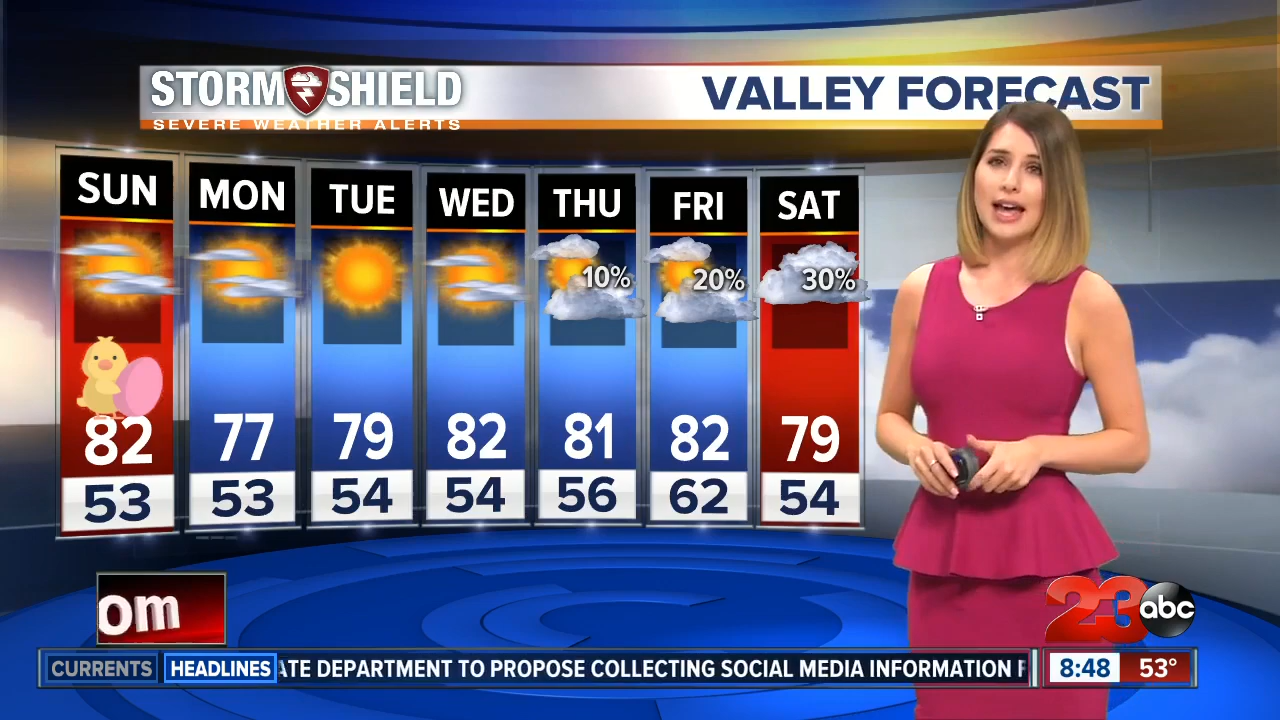 STORM SHIELD
SEVERE WEATHER ALERTS
VALLEY FORECAST
SUN MON TUE WED THU FRI SAT
10% 20% 30%
82 77 79 82 81 82 79
53 53 54 54 56 62 54
om
23 abc
CURRENTS HEADLINES ATE DEPARTMENT TO PROPOSE COLLECTING SOCIAL MEDIA INFORMATION F 8:48 53°